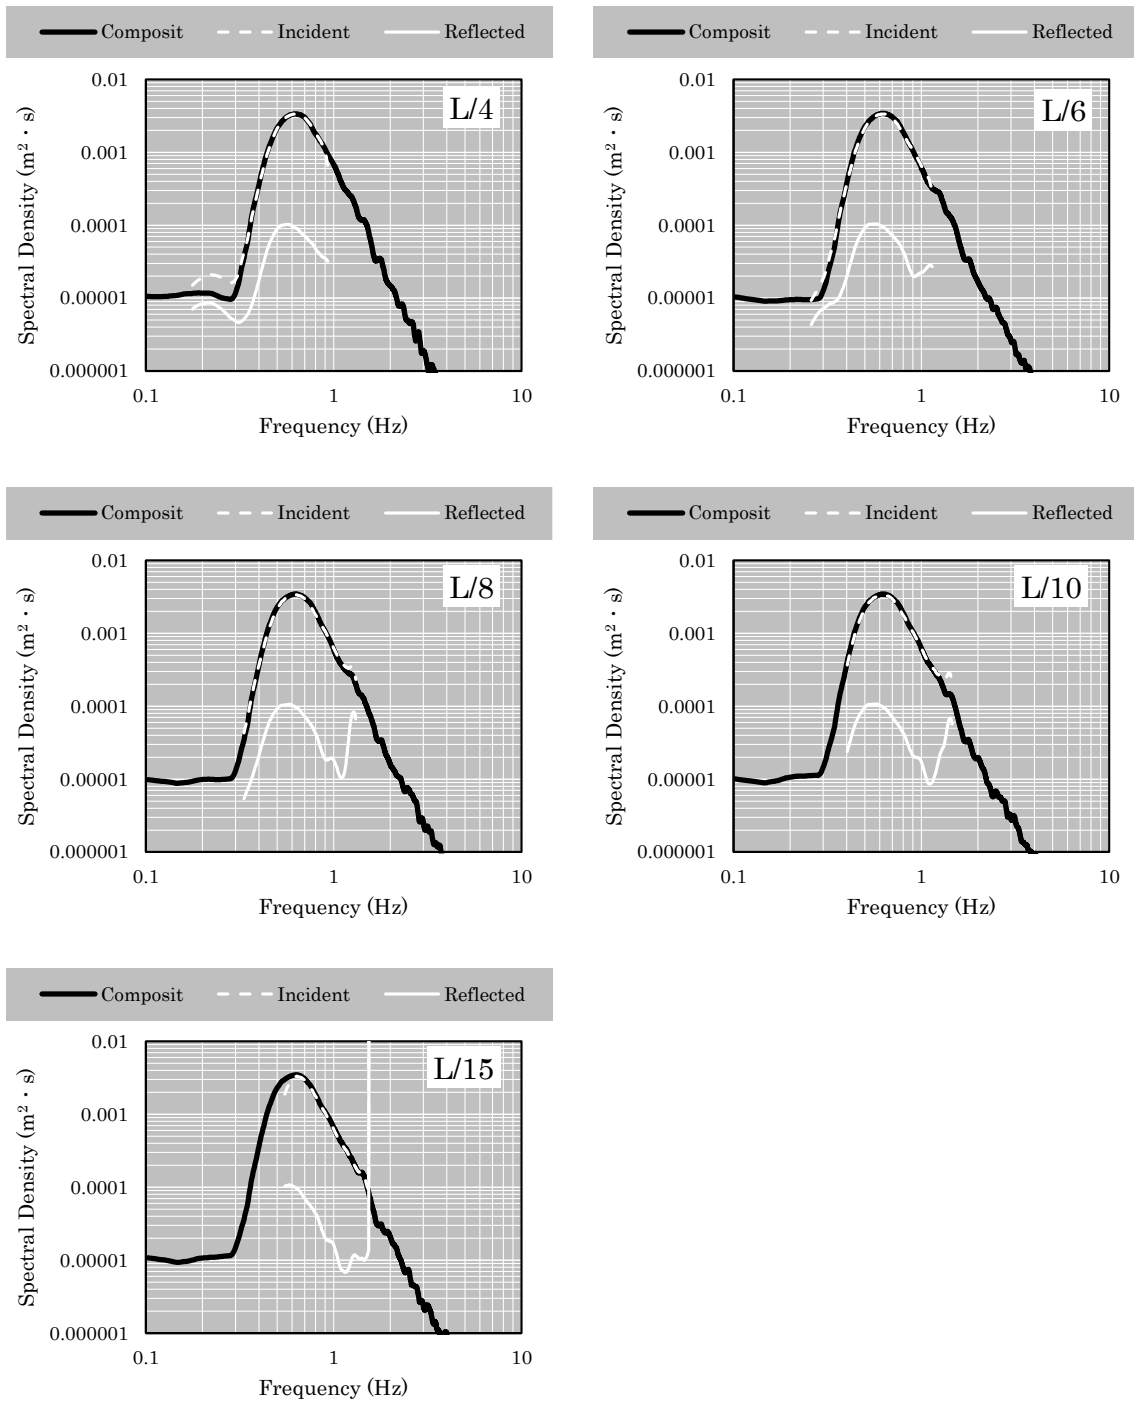 Composit Incident Reflected
L/4
Spectral Density (m²・s)
0.01
0.001
0.0001
0.00001
0.000001
0.1 1 10
Frequency (Hz)
Composit Incident Reflected
L/6
Spectral Density (m²・s)
0.01
0.001
0.0001
0.00001
0.000001
0.1 1 10
Frequency (Hz)
Composit Incident Reflected
L/8
Spectral Density (m²・s)
0.01
0.001
0.0001
0.00001
0.000001
0.1 1 10
Frequency (Hz)
Composit Incident Reflected
L/10
Spectral Density (m²・s)
0.01
0.001
0.0001
0.00001
0.000001
0.1 1 10
Frequency (Hz)
Composit Incident Reflected
L/15
Spectral Density (m²・s)
0.01
0.001
0.0001
0.00001
0.000001
0.1 1 10
Frequency (Hz)